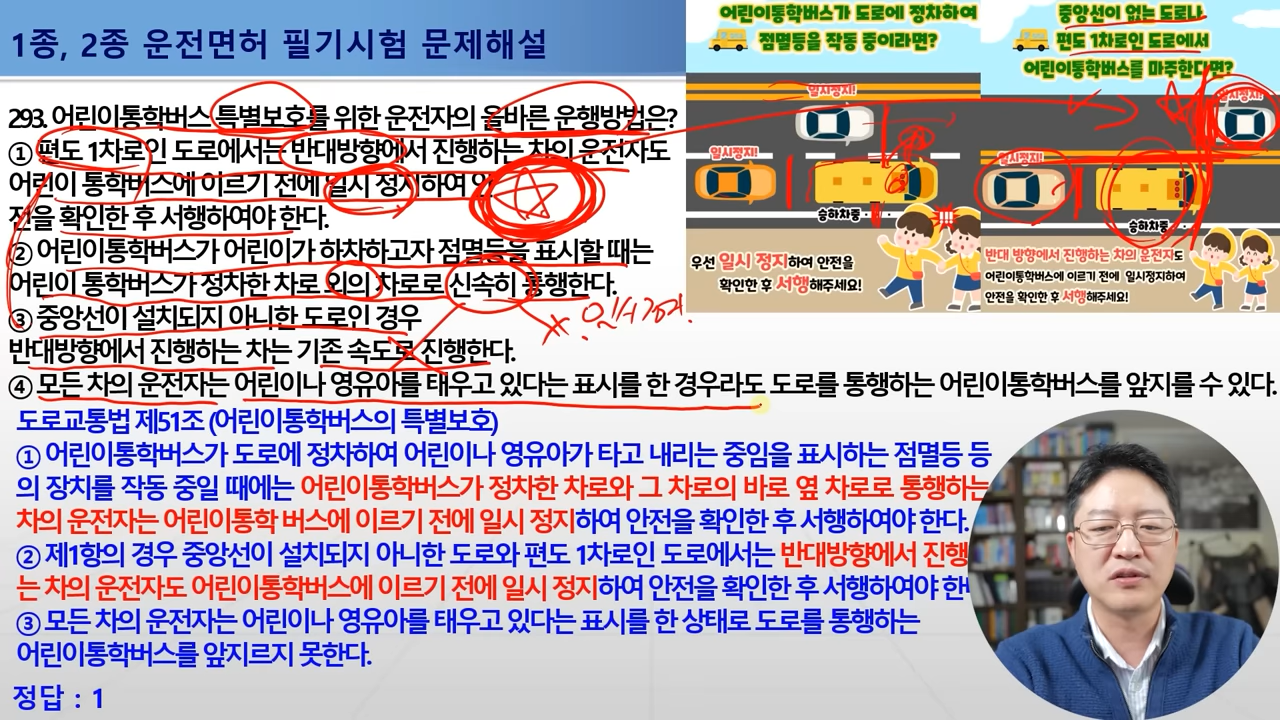 1종, 2종 운전면허 필기시험 문제해설
293. 어린이통학버스 특별보호를 위한 운전자의 올바른 운행방법은?
① 편도 1차로인 도로에서는 반대방향에서 진행하는 차의 운전자도
어린이 통학버스에 이르기 전에 일시 정지하여 안
전을 확인한 후 서행하여야 한다.
② 어린이통학버스가 어린이가 하차하고자 점멸등을 표시할 때는
어린이 통학버스가 정차한 차로 외의 차로로 신속히 통행한다.
③ 중앙선이 설치되지 아니한 도로인 경우
반대방향에서 진행하는 차는 기존 속도로 진행한다.
일시정지.
④ 모든 차의 운전자는 어린이나 영유아를 태우고 있다는 표시를 한 경우라도 도로를 통행하는 어린이통학버스를 앞지를 수 있다.
도로교통법 제51조 (어린이통학버스의 특별보호)
① 어린이통학버스가 도로에 정차하여 어린이나 영유아가 타고 내리는 중임을 표시하는 점멸등 등
의 장치를 작동 중일 때에는 어린이통학버스가 정차한 차로와 그 차로의 바로 옆 차로로 통행하는
차의 운전자는 어린이통학 버스에 이르기 전에 일시 정지하여 안전을 확인한 후 서행하여야 한다.
② 제1항의 경우 중앙선이 설치되지 아니한 도로와 편도 1차로인 도로에서는 반대방향에서 진행
는 차의 운전자도 어린이통학버스에 이르기 전에 일시 정지하여 안전을 확인한 후 서행하여야 한
③ 모든 차의 운전자는 어린이나 영유아를 태우고 있다는 표시를 한 상태로 도로를 통행하는
어린이통학버스를 앞지르지 못한다.
정답 : 1
어린이통학버스가 도로에 정차하여
점멸등을 작동 중이라면?
일시정지!
일시정지!
승하차중
우선 일시 정지하여 안전을
확인한 후 서행해주세요!
중앙선이 없는 도로나
편도 1차로인 도로에서
어린이통학버스를 마주한다면?
일시정지!
일시정지!
승하차중
반대 방향에서 진행하는 차의 운전자도
어린이통학버스에 이르기 전에 일시정지하여
안전을 확인한 후 서행해주세요!